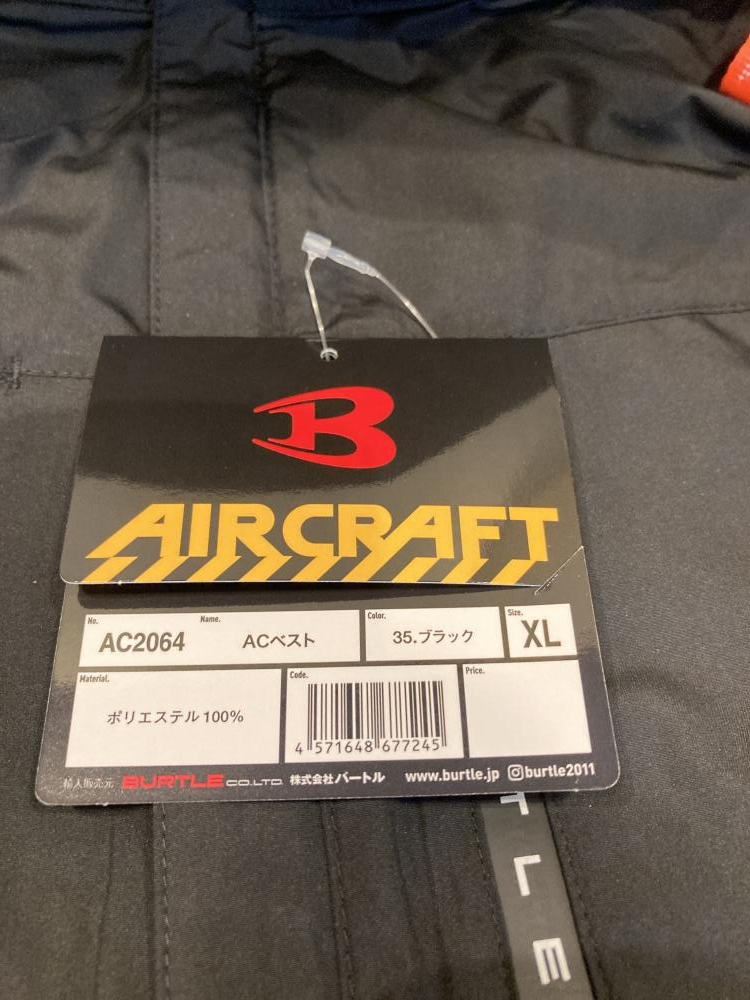 B
AIRCRAFT
No. Name. Color. Size.
AC2064 ACベスト 35.ブラック XL
Material. Code. Price.
ポリエステル100%
4 571648 677245
輸入販売元 BURTLE CO.LTD. 株式会社バートル www.burtle.jp burtle2011
TLE